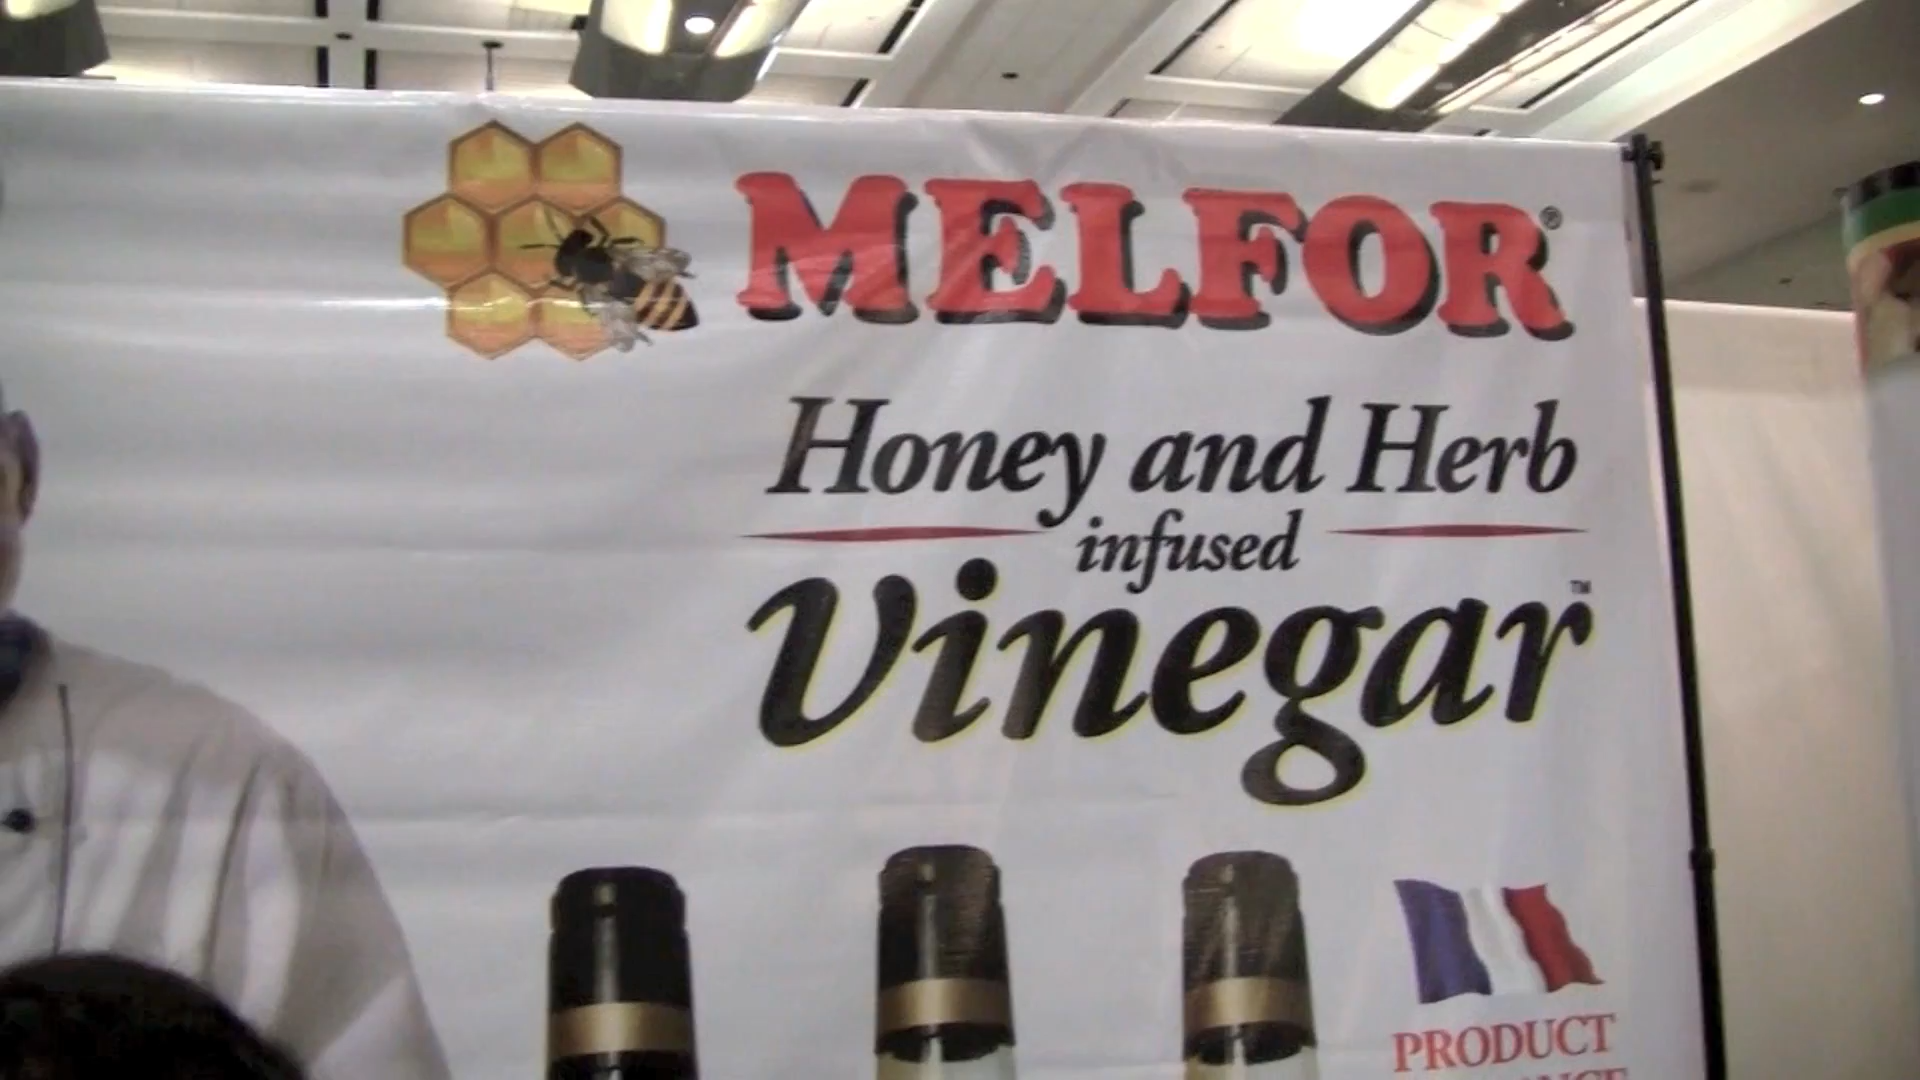 MELFOR®
Honey and Herb
infused
Vinegar™
PRODUCT